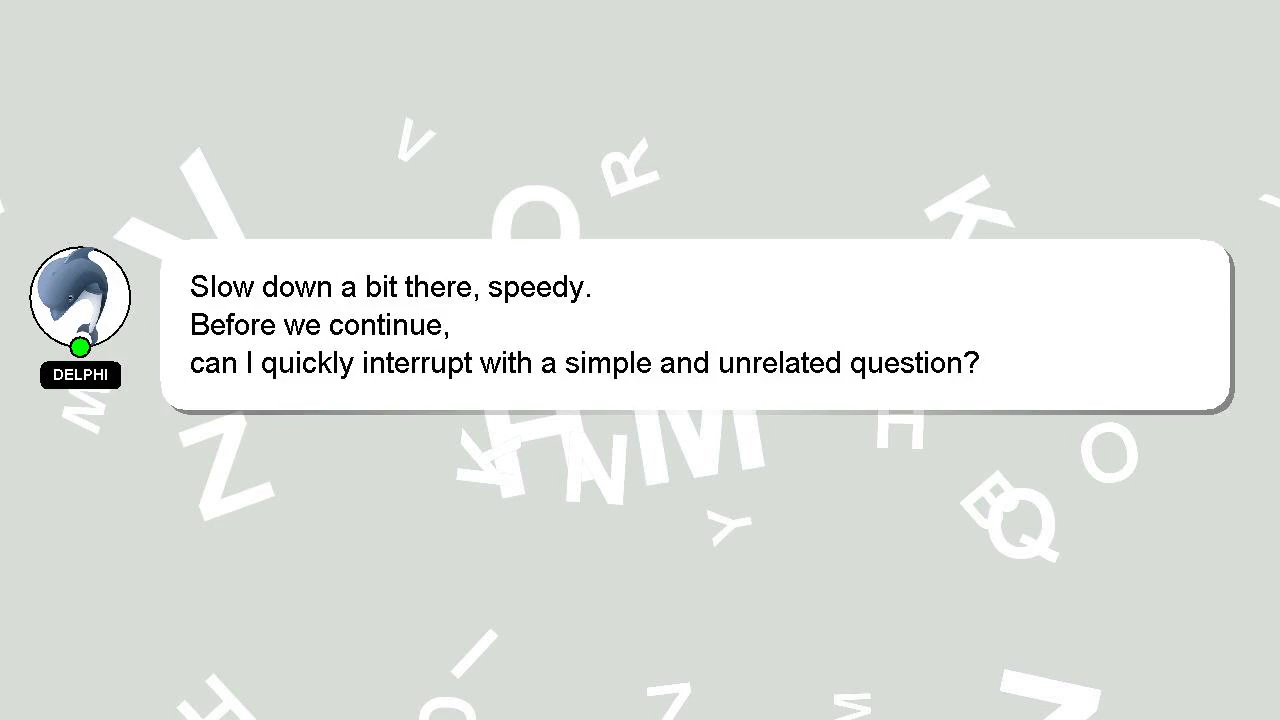 V
R
V
O
K
Slow down a bit there, speedy.
Before we continue,
can I quickly interrupt with a simple and unrelated question?
DELPHI
M
Z
K
H
N
M
H
O
B
Q
Y
I
H
O
N
M
N